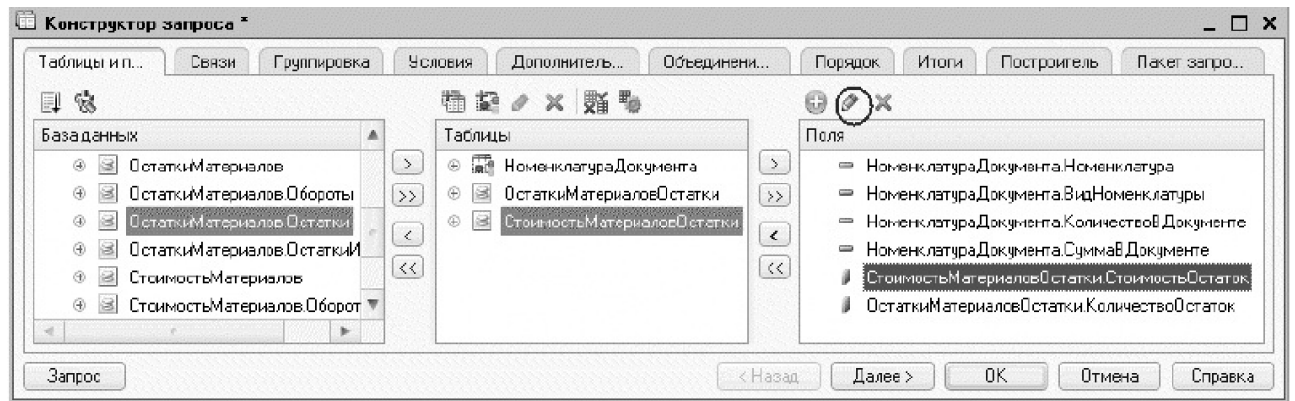 Конструктор запроса *
Таблицы и п... Связи Группировка Условия Дополнитель... Объединени... Порядок Итоги Построитель Пакет запро...
База данных
ОстаткиМатериалов
ОстаткиМатериалов.Обороты
ОстаткиМатериалов.Остатки
ОстаткиМатериалов.ОстаткиИ
СтоимостьМатериалов
СтоимостьМатериалов.Оборот
Таблицы
НоменклатураДокумента
ОстаткиМатериаловОстатки
СтоимостьМатериаловОстатки
Поля
НоменклатураДокумента.Номенклатура
НоменклатураДокумента.ВидНоменклатуры
НоменклатураДокумента.КоличествоВДокументе
НоменклатураДокумента.СуммаВДокументе
СтоимостьМатериаловОстатки.СтоимостьОстаток
ОстаткиМатериаловОстатки.КоличествоОстаток
> >
>> >>
< <
<< <<
Запрос < Назад Далее > OK Отмена Справка